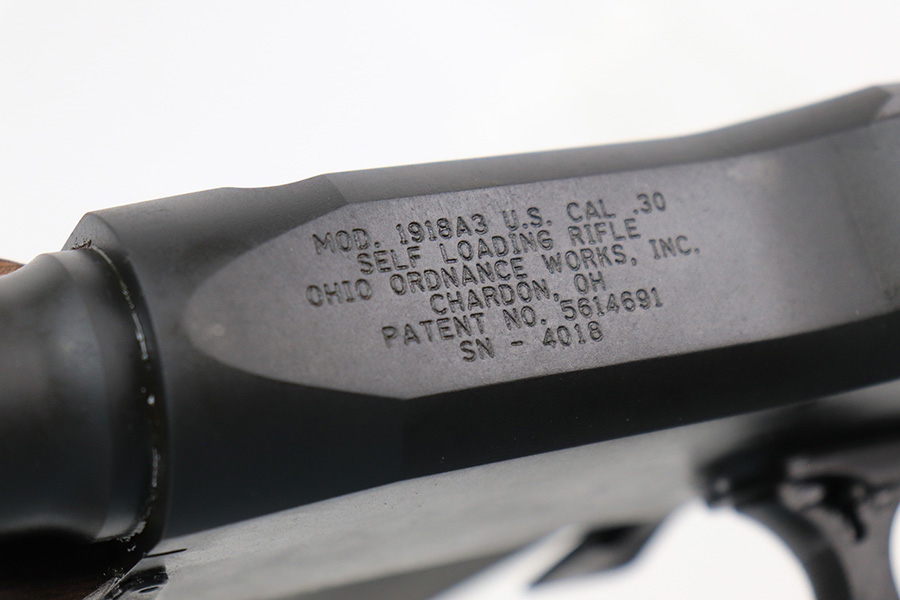 MOD. 1918A3 U.S. CAL .30
SELF LOADING RIFLE
OHIO ORDNANCE WORKS, INC.
CHARDON, OH
PATENT NO. 5614691
SN - 4018